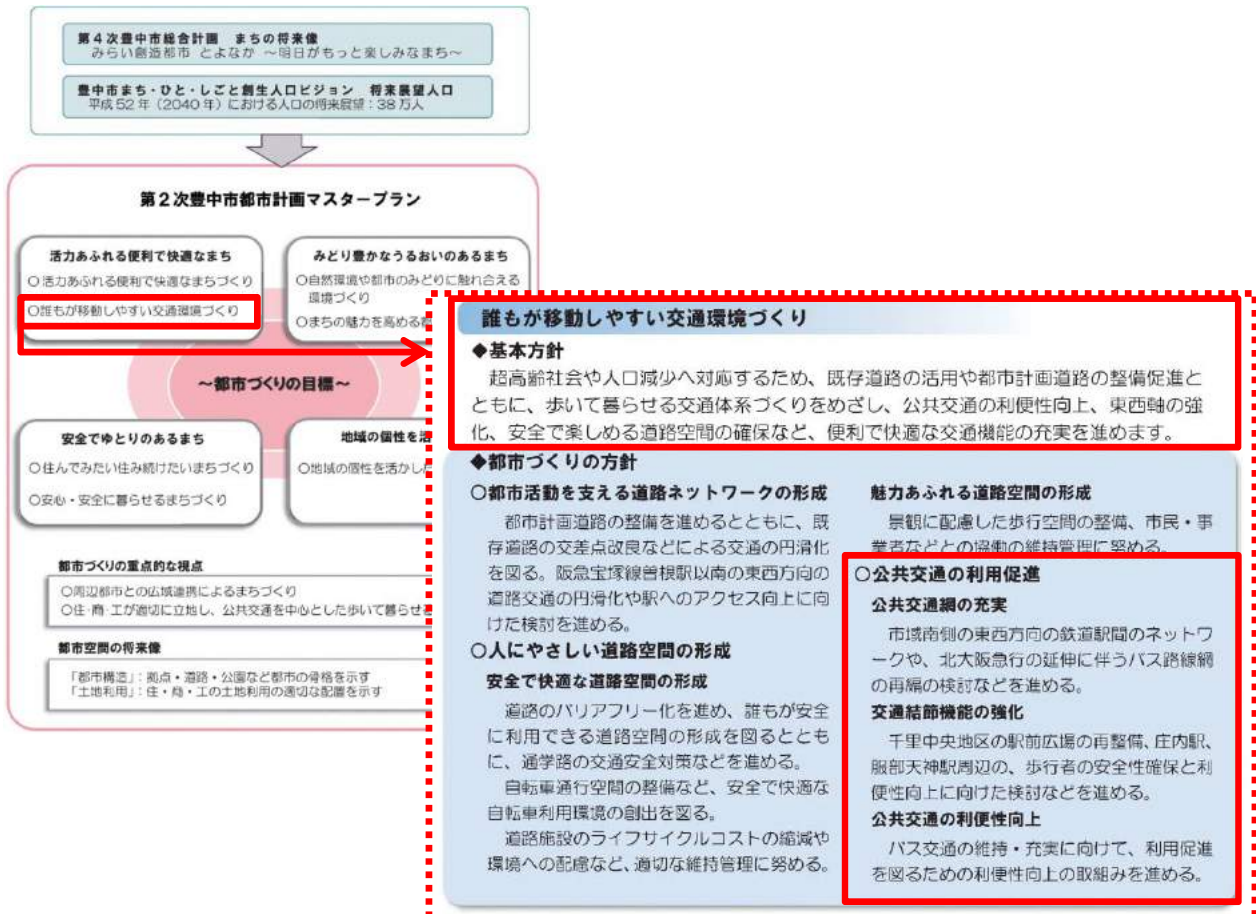 第4次豊中市総合計画 まちの将来像
みらい創造都市 とよなか ~明日がもっと楽しみなまち~
豊中市まち・ひと・しごと創生人口ビジョン 将来展望人口
平成52年(2040年)における人口の将来展望:38万人
第2次豊中市都市計画マスタープラン
活力あふれる便利で快適なまち
○活力あふれる便利で快適なまちづくり
○誰もが移動しやすい交通環境づくり
みどり豊かなうるおいのあるまち
○自然環境や都市のみどりに触れ合える
環境づくり
○まちの魅力を高める
~都市づくりの目標~
安全でゆとりのあるまち
○住んでみたい住み続けたいまちづくり
○安心・安全に暮らせるまちづくり
地域の個性を
○地域の個性を活かした
都市づくりの重点的な視点
○周辺都市との広域連携によるまちづくり
○住・商・工が適切に立地し、公共交通を中心とした歩いて暮らせる
都市空間の将来像
「都市構造」:拠点・道路・公園など都市の骨格を示す
「土地利用」:住・商・工の土地利用の適切な配置を示す
誰もが移動しやすい交通環境づくり
◆基本方針
超高齢社会や人口減少へ対応するため、既存道路の活用や都市計画道路の整備促進と
ともに、歩いて暮らせる交通体系づくりをめざし、公共交通の利便性向上、東西軸の強
化、安全で楽しめる道路空間の確保など、便利で快適な交通機能の充実を進めます。
◆都市づくりの方針
○都市活動を支える道路ネットワークの形成
都市計画道路の整備を進めるとともに、既
存道路の交差点改良などによる交通の円滑化
を図る。阪急宝塚線曽根駅以南の東西方向の
道路交通の円滑化や駅へのアクセス向上に向
けた検討を進める。
○人にやさしい道路空間の形成
安全で快適な道路空間の形成
道路のバリアフリー化を進め、誰もが安全
に利用できる道路空間の形成を図るととも
に、通学路の交通安全対策などを進める。
自転車通行空間の整備など、安全で快適な
自転車利用環境の創出を図る。
道路施設のライフサイクルコストの縮減や
環境への配慮など、適切な維持管理に努める。
魅力あふれる道路空間の形成
景観に配慮した歩行空間の整備、市民・事
業者などとの協働の維持管理に努める。
○公共交通の利用促進
公共交通網の充実
市域南側の東西方向の鉄道駅間のネットワ
ークや、北大阪急行の延伸に伴うバス路線網
の再編の検討などを進める。
交通結節機能の強化
千里中央地区の駅前広場の再整備、庄内駅、
服部天神駅周辺の、歩行者の安全性確保と利
便性向上に向けた検討などを進める。
公共交通の利便性向上
バス交通の維持・充実に向けて、利用促進
を図るための利便性向上の取組みを進める。